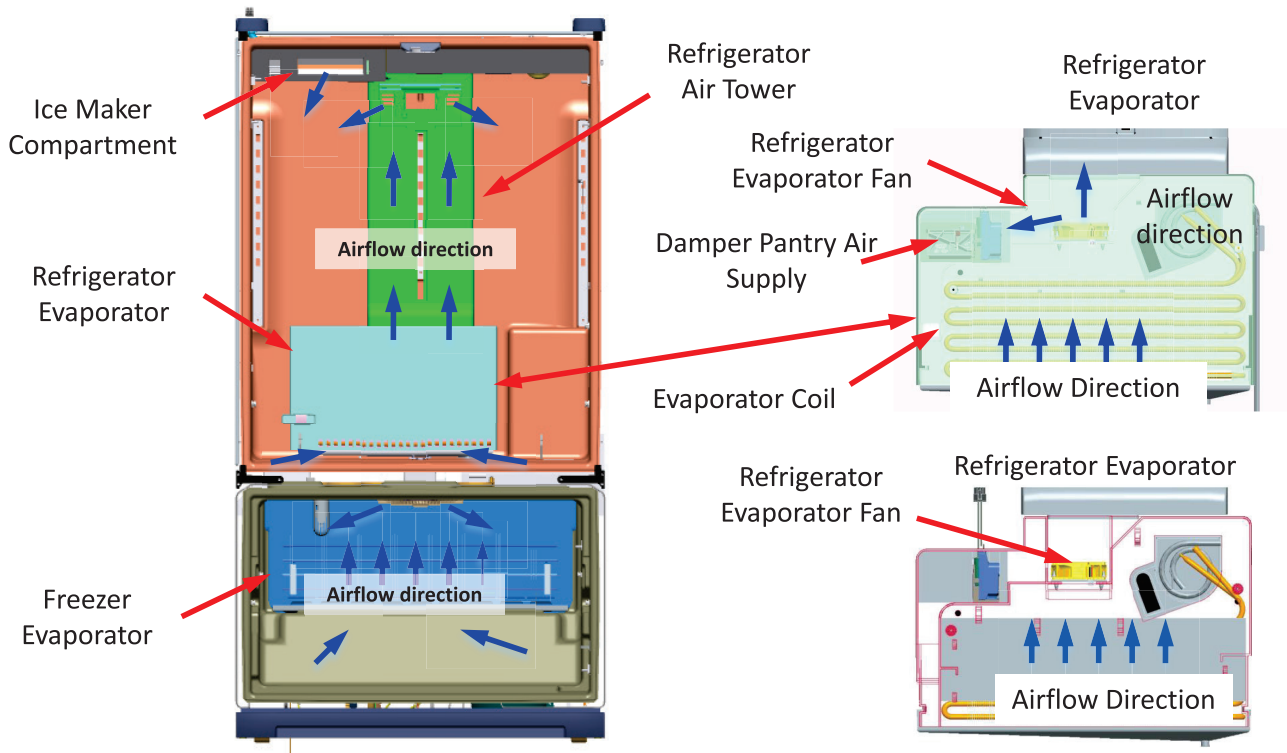 Refrigerator
Air Tower
Ice Maker
Compartment
Airflow direction
Refrigerator
Evaporator
Airflow direction
Freezer
Evaporator
Refrigerator
Evaporator
Refrigerator
Evaporator Fan
Airflow
direction
Damper Pantry Air
Supply
Airflow Direction
Evaporator Coil
Refrigerator Evaporator
Refrigerator
Evaporator Fan
Airflow Direction